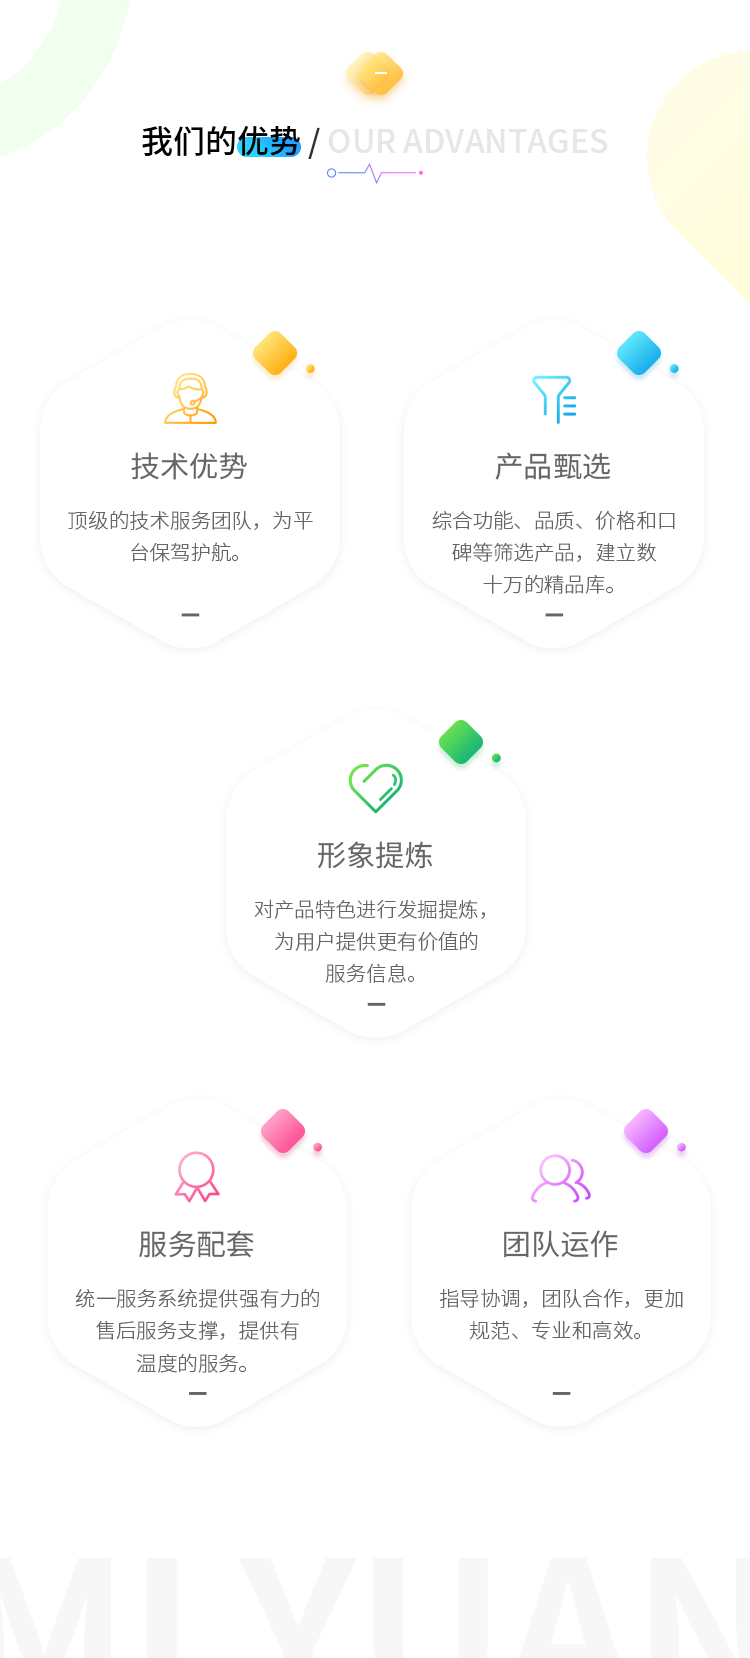 我们的优势 / OUR ADVANTAGES
技术优势
顶级的技术服务团队，为平
台保驾护航。
产品甄选
综合功能、品质、价格和口
碑等筛选产品，建立数
十万的精品库。
形象提炼
对产品特色进行发掘提炼，
为用户提供更有价值的
服务信息。
服务配套
统一服务系统提供强有力的
售后服务支撑，提供有
温度的服务。
团队运作
指导协调，团队合作，更加
规范、专业和高效。
MI YUAN